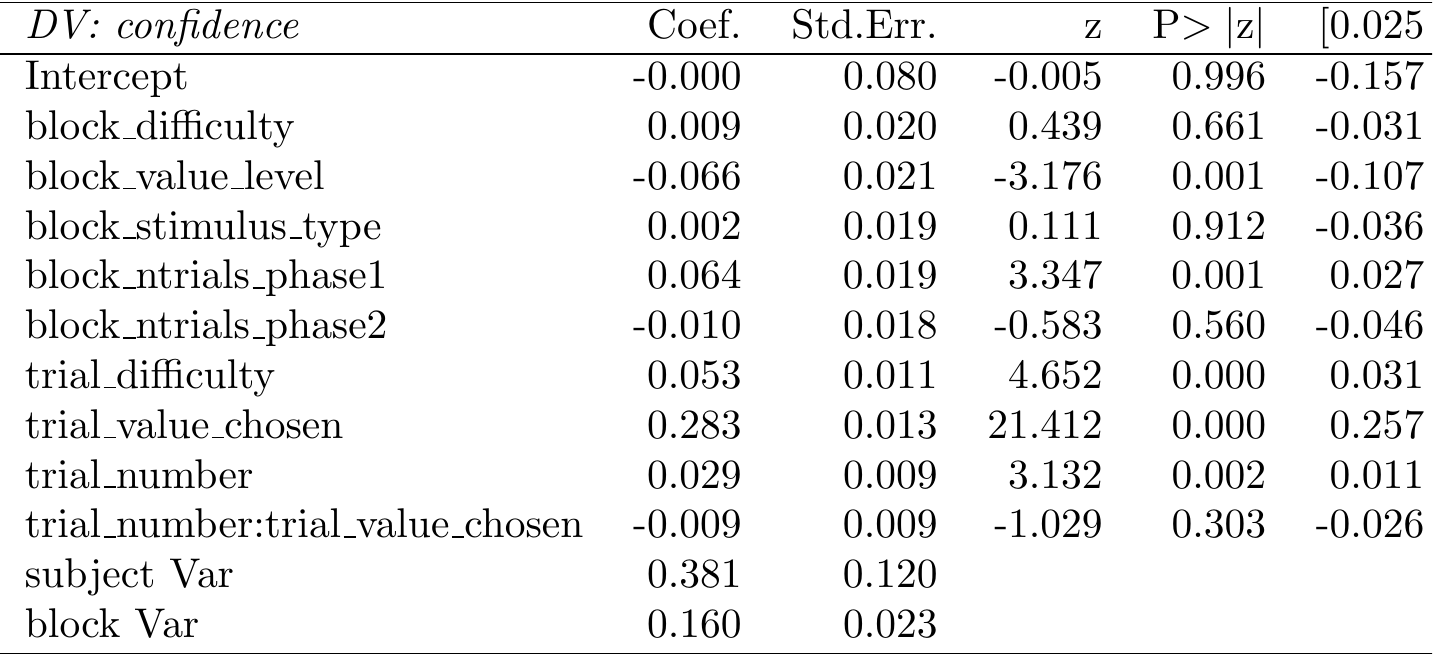 DV: confidence Coef. Std.Err. z P> |z| [0.025
Intercept -0.000 0.080 -0.005 0.996 -0.157
block_difficulty 0.009 0.020 0.439 0.661 -0.031
block_value_level -0.066 0.021 -3.176 0.001 -0.107
block_stimulus_type 0.002 0.019 0.111 0.912 -0.036
block_ntrials_phase1 0.064 0.019 3.347 0.001 0.027
block_ntrials_phase2 -0.010 0.018 -0.583 0.560 -0.046
trial_difficulty 0.053 0.011 4.652 0.000 0.031
trial_value_chosen 0.283 0.013 21.412 0.000 0.257
trial_number 0.029 0.009 3.132 0.002 0.011
trial_number:trial_value_chosen -0.009 0.009 -1.029 0.303 -0.026
subject Var 0.381 0.120
block Var 0.160 0.023